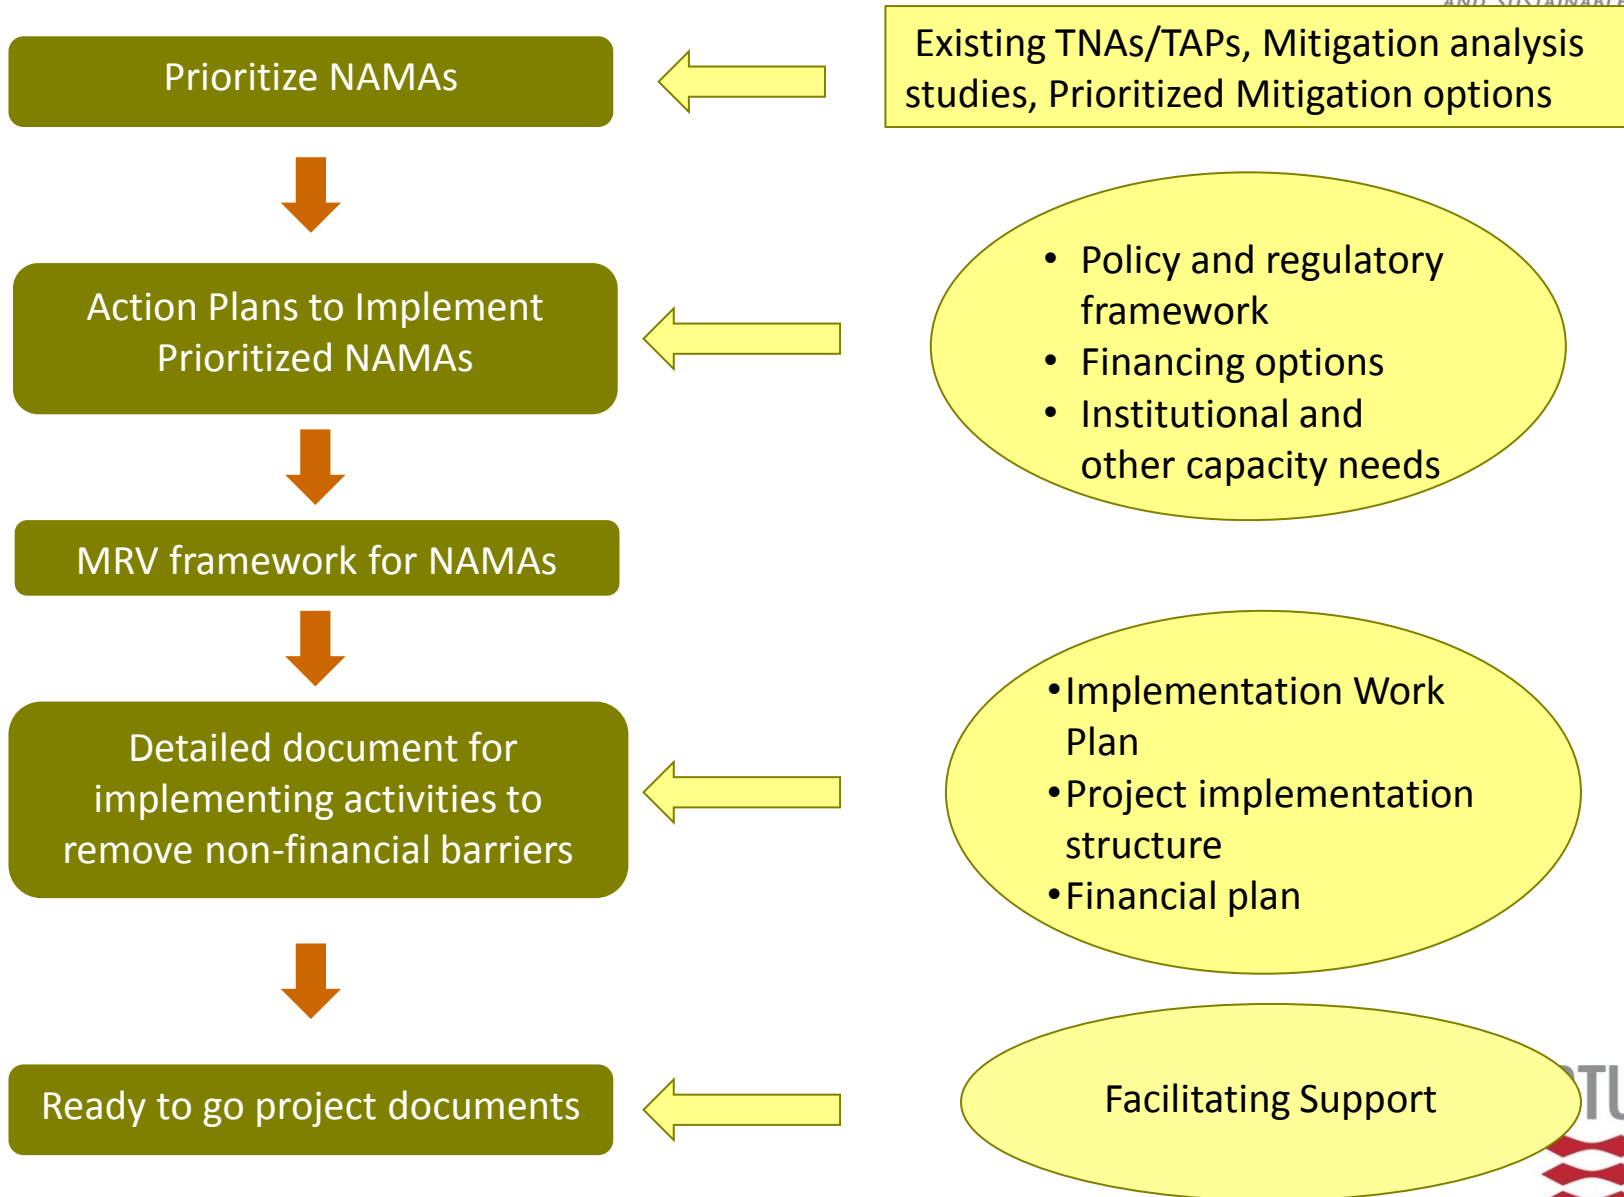 AND SUSTAINABLE
Prioritize NAMAs
Existing TNAs/TAPs, Mitigation analysis
studies, Prioritized Mitigation options
Action Plans to Implement
Prioritized NAMAs
• Policy and regulatory
framework
• Financing options
• Institutional and
other capacity needs
MRV framework for NAMAs
Detailed document for
implementing activities to
remove non-financial barriers
•Implementation Work
Plan
•Project implementation
structure
•Financial plan
Ready to go project documents
Facilitating Support